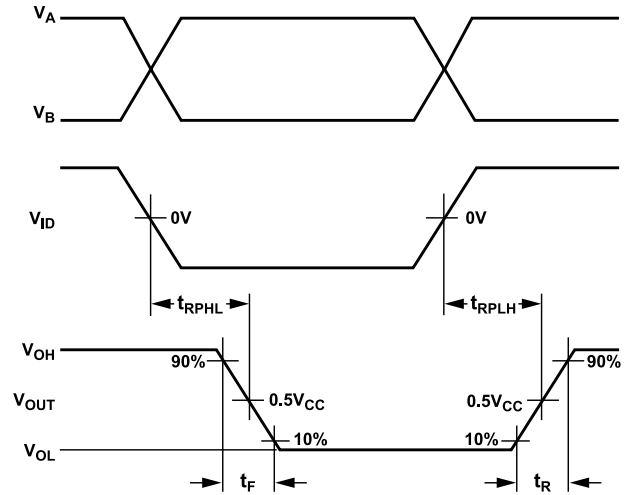 VA
VB
VID
0V
0V
tRPHL
tRPLH
VOH
90%
90%
VOUT
0.5VCC
0.5VCC
10%
10%
VOL
tF
tR